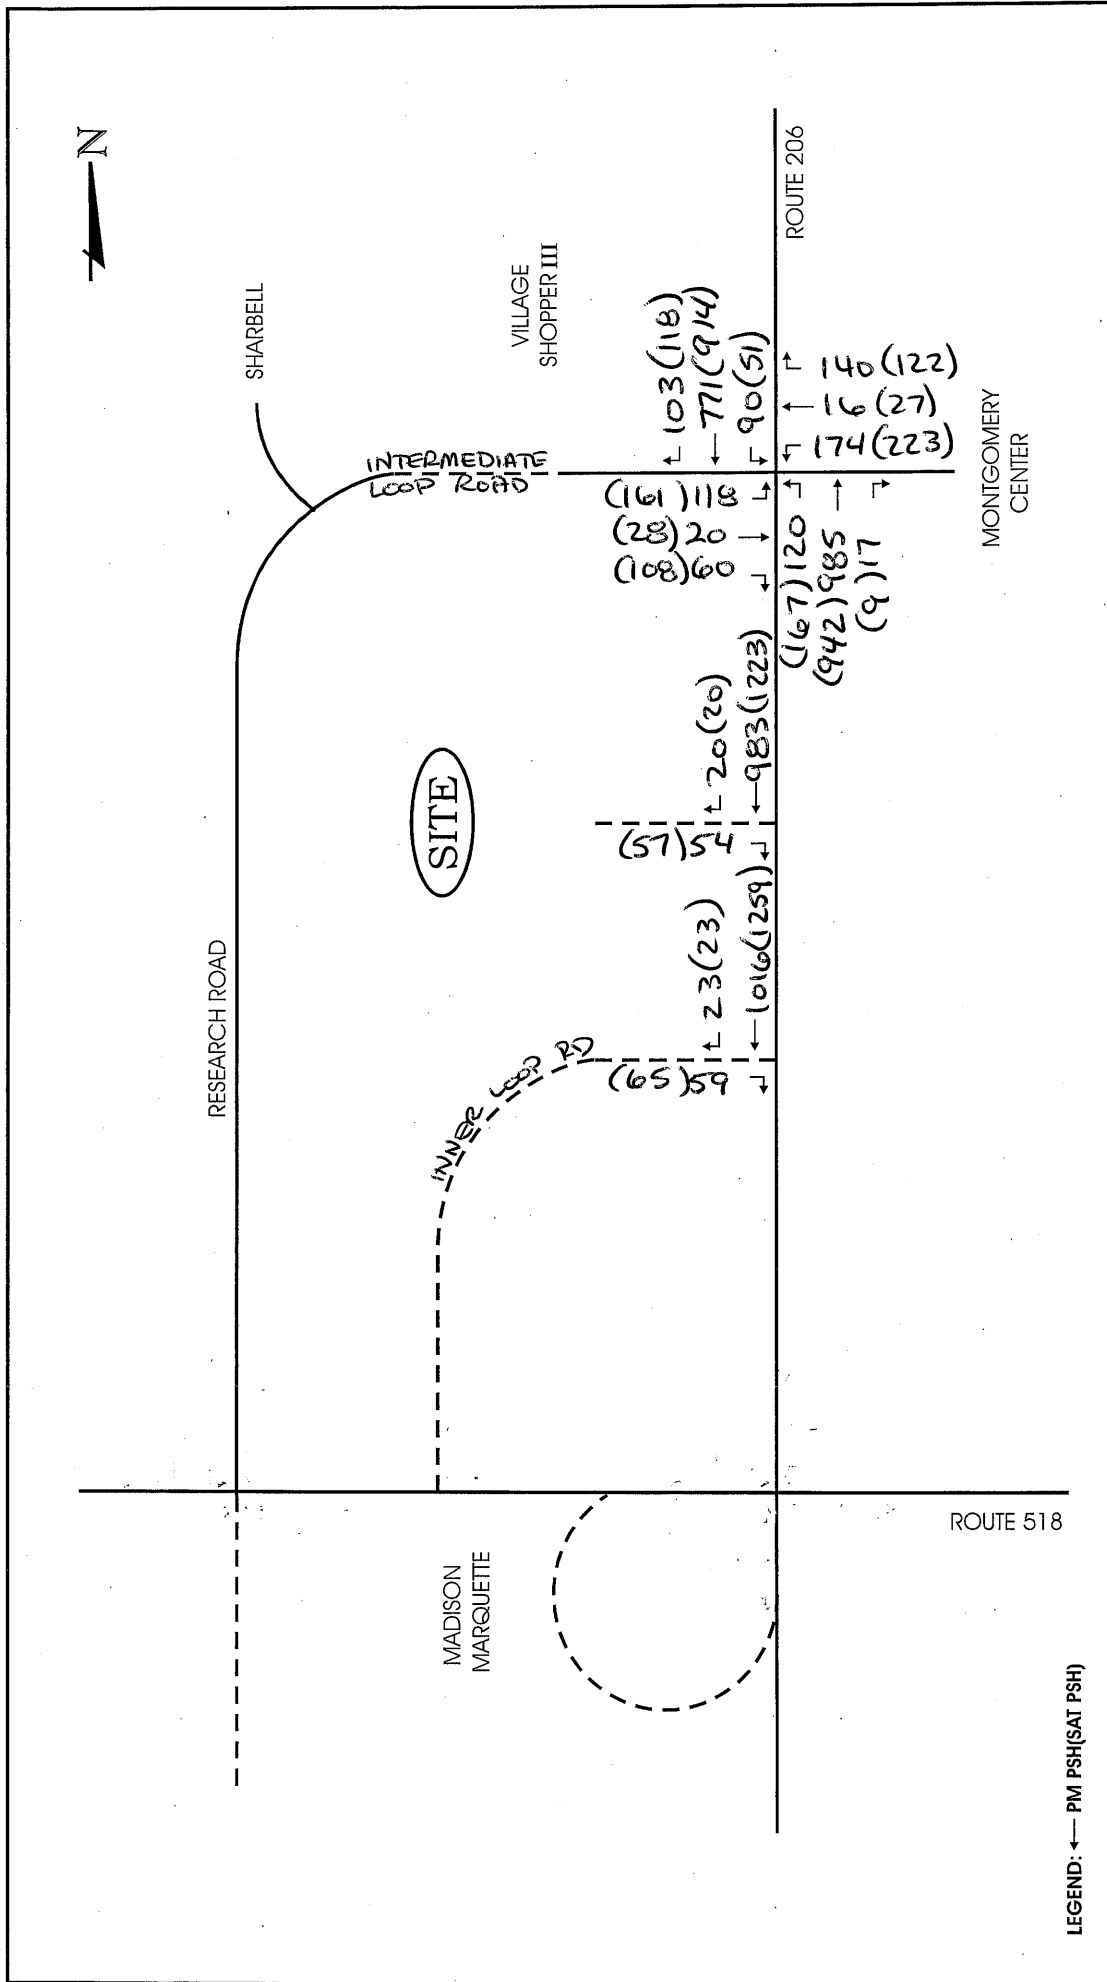 N
SHARBELL
VILLAGE
SHOPPER III
INTERMEDIATE
LOOP ROAD
103(118)
771(914)
90(51)
ROUTE 206
140(122)
16(27)
174(223)
MONTGOMERY
CENTER
(161)118
(28)20
(108)60
(167)120
(942)985
(9)17
20(20)
983(1223)
SITE
(57)54
RESEARCH ROAD
23(23)
1016(1259)
INNER LOOP RD
(65)59
ROUTE 518
MADISON
MARQUETTE
LEGEND: ← PM PSH(SAT PSH)